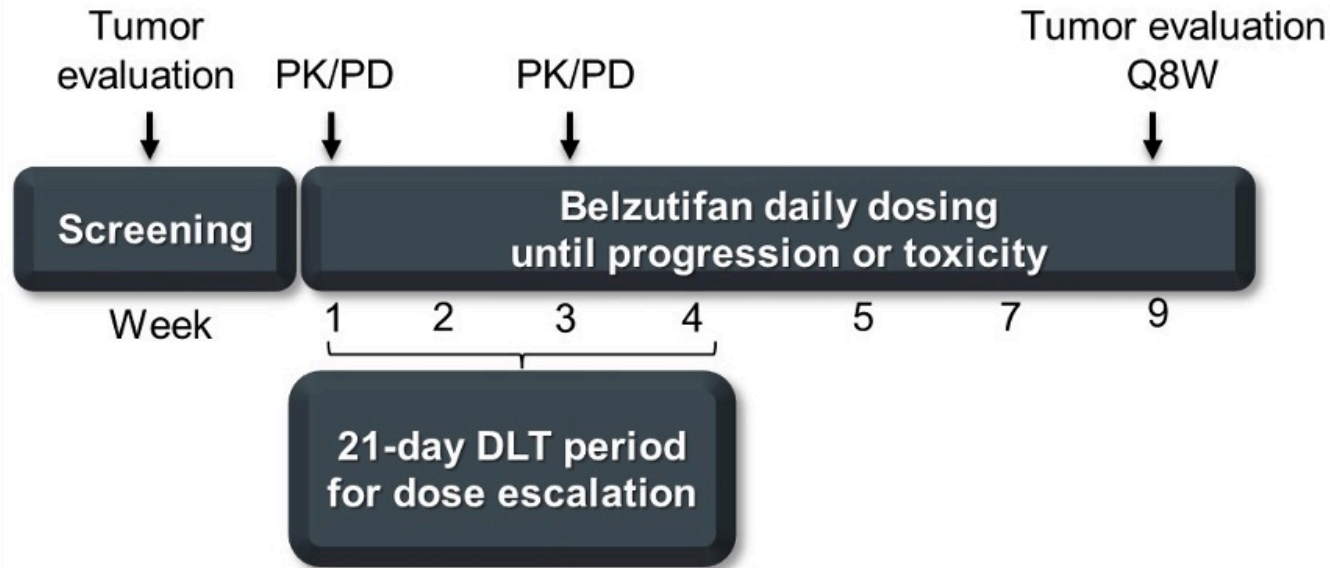 Tumor
evaluation
PK/PD
PK/PD
Tumor evaluation
Q8W
Screening
Belzutifan daily dosing
until progression or toxicity
Week
1
2
3
4
5
7
9
21-day DLT period
for dose escalation